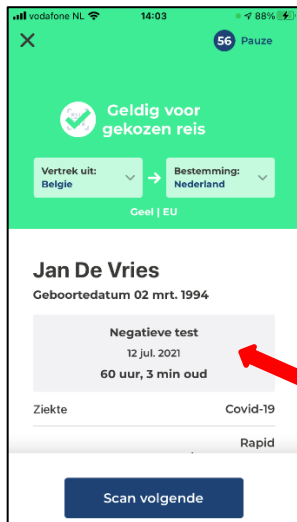 vodafone NL 14:03 88%
56 Pauze
Geldig voor
gekozen reis
Vertrek uit: Bestemming:
Belgie Nederland
Geel | EU
Jan De Vries
Geboortedatum 02 mrt. 1994
Negatieve test
12 jul. 2021
60 uur, 3 min oud
Ziekte Covid-19
Rapid
Scan volgende